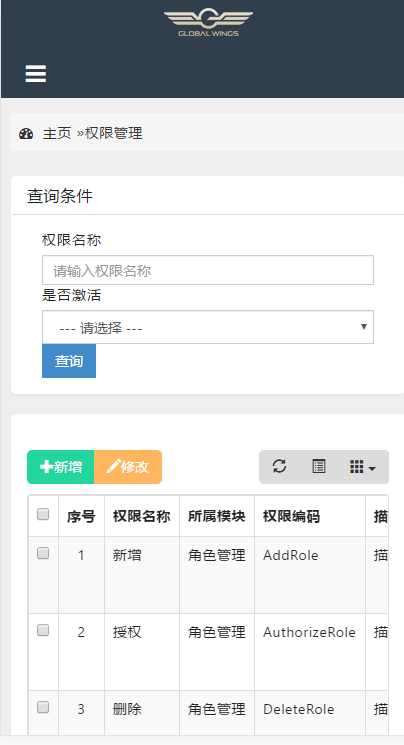 GLOBAL WINGS
主页 »权限管理
查询条件
权限名称
请输入权限名称
是否激活
--- 请选择 ---
查询
新增 修改
序号 权限名称 所属模块 权限编码 描
1 新增 角色管理 AddRole 描
2 授权 角色管理 AuthorizeRole 描
3 删除 角色管理 DeleteRole 描